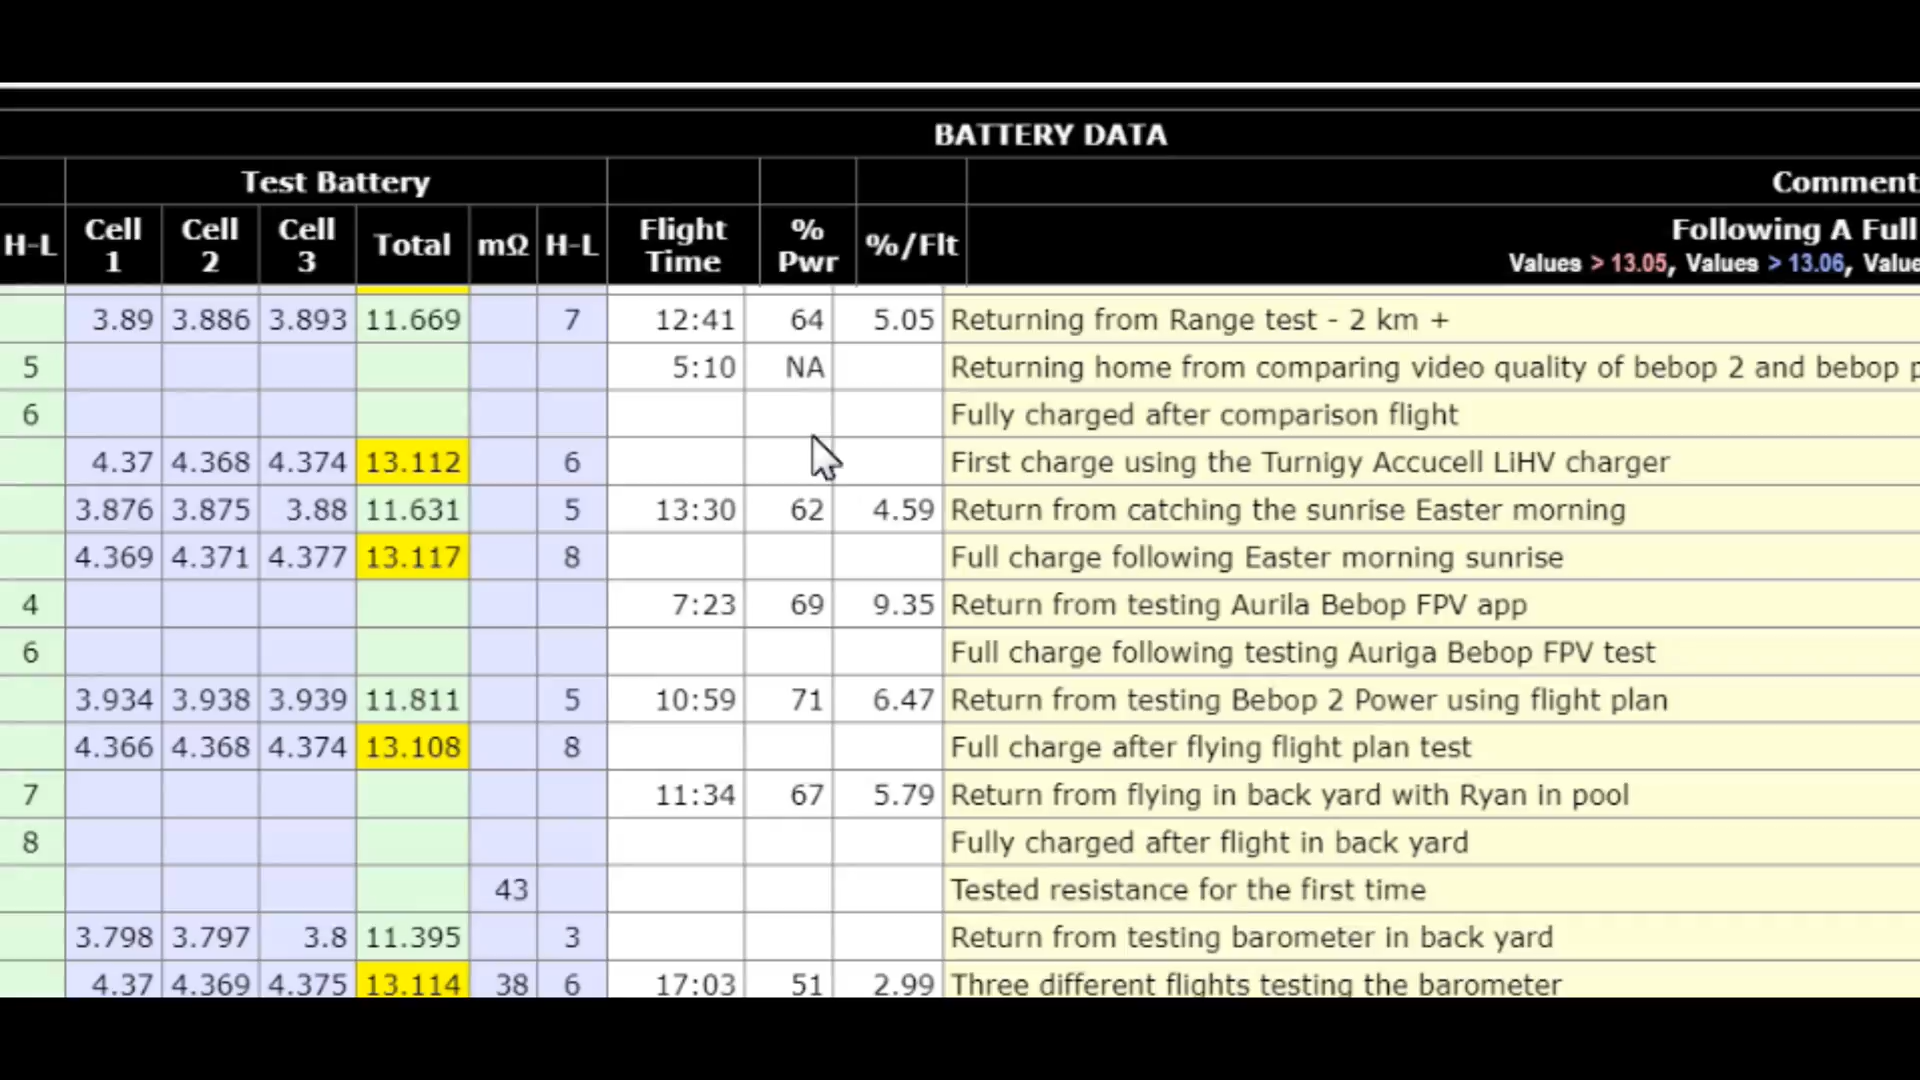 BATTERY DATA
Test Battery Comment
H-L Cell 1 Cell 2 Cell 3 Total mΩ H-L Flight Time % Pwr %/Flt Following A Full
Values > 13.05, Values > 13.06, Value
3.89 3.886 3.893 11.669 7 12:41 64 5.05 Returning from Range test - 2 km +
5 5:10 NA Returning home from comparing video quality of bebop 2 and bebop p
6 Fully charged after comparison flight
4.37 4.368 4.374 13.112 6 First charge using the Turnigy Accucell LiHV charger
3.876 3.875 3.88 11.631 5 13:30 62 4.59 Return from catching the sunrise Easter morning
4.369 4.371 4.377 13.117 8 Full charge following Easter morning sunrise
4 7:23 69 9.35 Return from testing Aurila Bebop FPV app
6 Full charge following testing Auriga Bebop FPV test
3.934 3.938 3.939 11.811 5 10:59 71 6.47 Return from testing Bebop 2 Power using flight plan
4.366 4.368 4.374 13.108 8 Full charge after flying flight plan test
7 11:34 67 5.79 Return from flying in back yard with Ryan in pool
8 Fully charged after flight in back yard
43 Tested resistance for the first time
3.798 3.797 3.8 11.395 3 Return from testing barometer in back yard
4.37 4.369 4.375 13.114 38 6 17:03 51 2.99 Three different flights testing the barometer